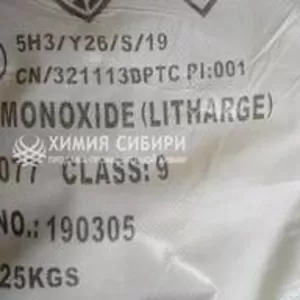 5H3/Y26/S/19
CN/321113DPTC PI:001
MONOXIDE(LITHARGE)
ХИМИЯ СИБИРИ
077 CLASS: 9
NO.: 190305
25KGS